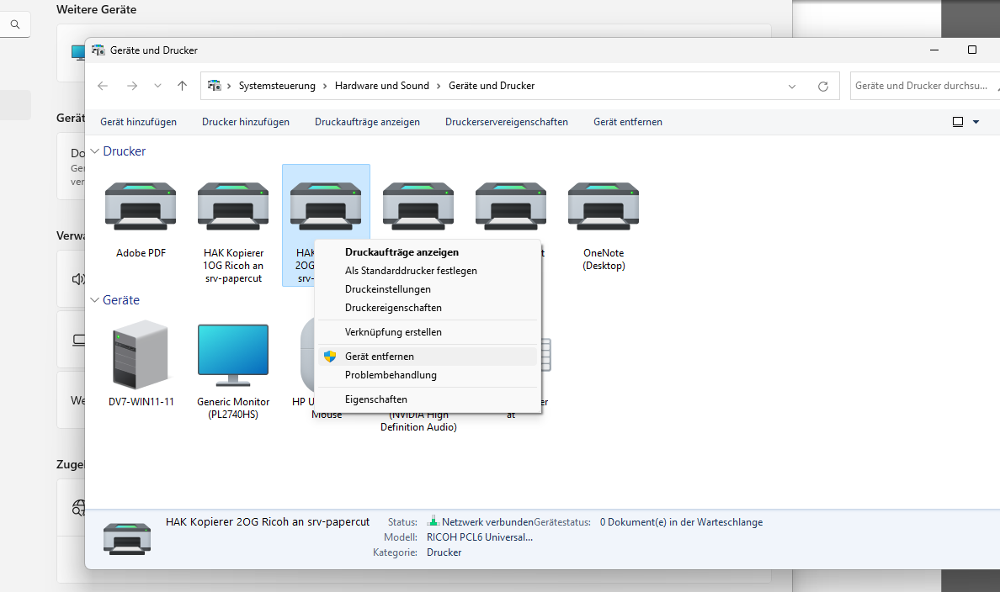 Weitere Geräte
Geräte und Drucker
Systemsteuerung
Hardware und Sound
Geräte und Drucker
Geräte und Drucker durchsu...
Gerät hinzufügen
Drucker hinzufügen
Druckaufträge anzeigen
Druckerservereigenschaften
Gerät entfernen
Gerät
Do
Ger
ver
Drucker
Adobe PDF
HAK Kopierer
1OG Ricoh an
srv-papercut
HAK
2OG
srv-
t
OneNote
(Desktop)
Druckaufträge anzeigen
Als Standarddrucker festlegen
Druckeinstellungen
Druckereigenschaften
Verknüpfung erstellen
Gerät entfernen
Problembehandlung
Eigenschaften
Verwa
Geräte
DV7-WIN11-11
Generic Monitor
(PL2740HS)
HP U
Mouse
(NVIDIA High
Definition Audio)
er
at
We
Zugel
HAK Kopierer 2OG Ricoh an srv-papercut
Status:
Netzwerk verbunden
Gerätestatus:
0 Dokument(e) in der Warteschlange
Modell:
RICOH PCL6 Universal...
Kategorie:
Drucker